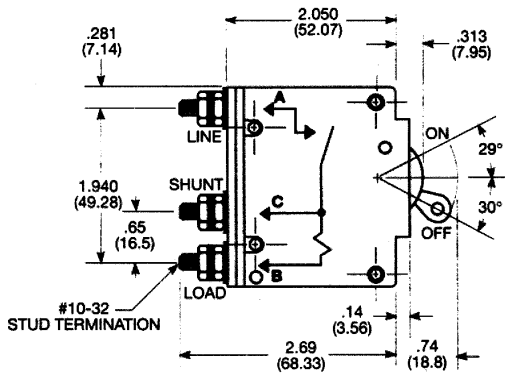 2.050
(52.07)
.281
(7.14)
.313
(7.95)
A
LINE
ON
29°
1.940
(49.28)
SHUNT
C
.65
(16.5)
30°
OFF
B
LOAD
#10-32
STUD TERMINATION
.14
(3.56)
2.69
(68.33)
.74
(18.8)